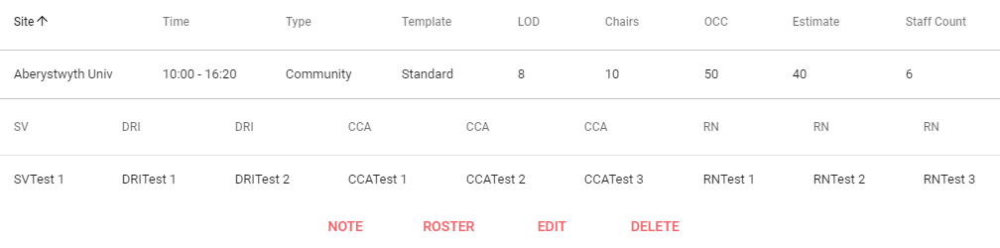 Site Time Type Template LOD Chairs OCC Estimate Staff Count
Aberystwyth Univ 10:00 - 16:20 Community Standard 8 10 50 40 6
SV DRI DRI CCA CCA CCA RN RN RN
SVTest 1 DRITest 1 DRITest 2 CCATest 1 CCATest 2 CCATest 3 RNTest 1 RNTest 2 RNTest 3
NOTE ROSTER EDIT DELETE